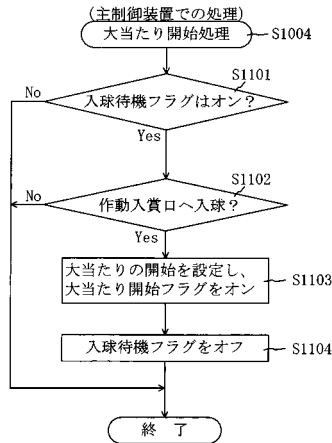 (主制御装置での処理)
大当たり開始処理
S1004
S1101
No
入球待機フラグはオン？
Yes
S1102
No
作動入賞口へ入球？
Yes
大当たりの開始を設定し、
大当たり開始フラグをオン
S1103
入球待機フラグをオフ
S1104
終 了